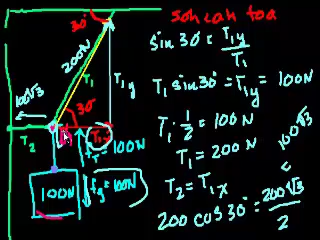 soh cah toa
30°
200N
T₁
T₁y
100√3
30°
T₂
T₁x
100N
fg = 100N
sin 30° = T₁y / T₁
T₁ sin 30° = T₁y = 100N
T₁ · 1/2 = 100N
T₁ = 200N
T₂ = T₁x
200 cos 30° = 200√3 / 2
= 100√3 N